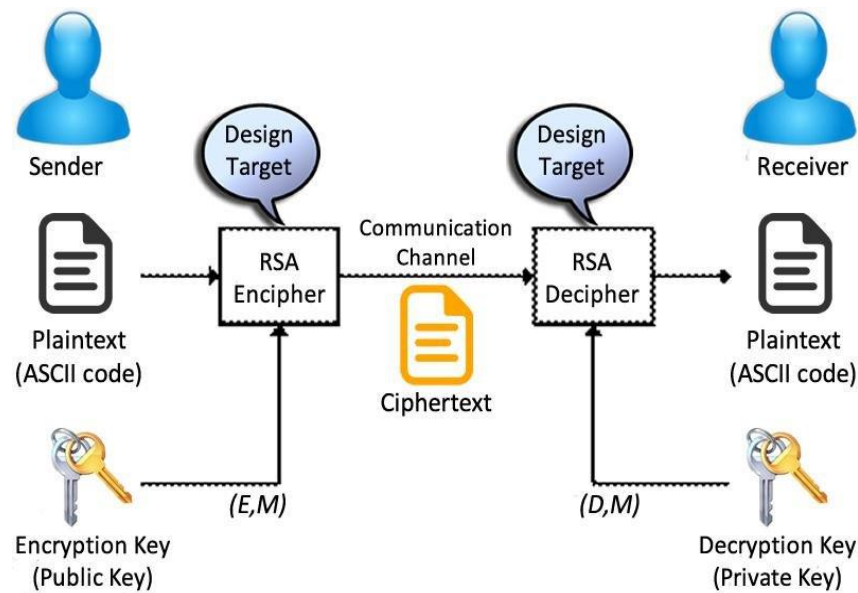 Design
Target
Design
Target
Sender
Receiver
Communication
Channel
RSA
Encipher
RSA
Decipher
Plaintext
(ASCII code)
Ciphertext
Plaintext
(ASCII code)
(E,M)
(D,M)
Encryption Key
(Public Key)
Decryption Key
(Private Key)